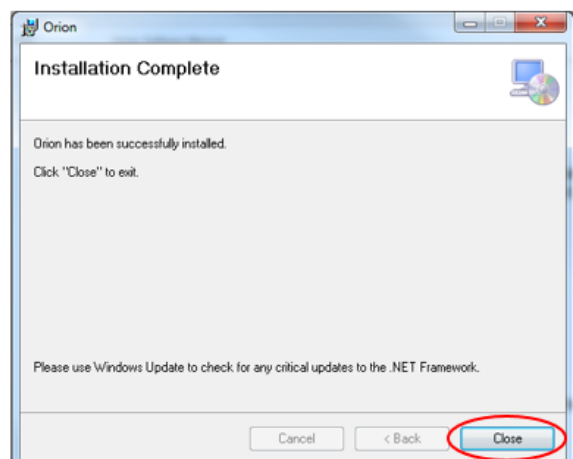 Orion
Installation Complete
Orion has been successfully installed.
Click "Close" to exit.
Please use Windows Update to check for any critical updates to the .NET Framework.
Cancel
< Back
Close